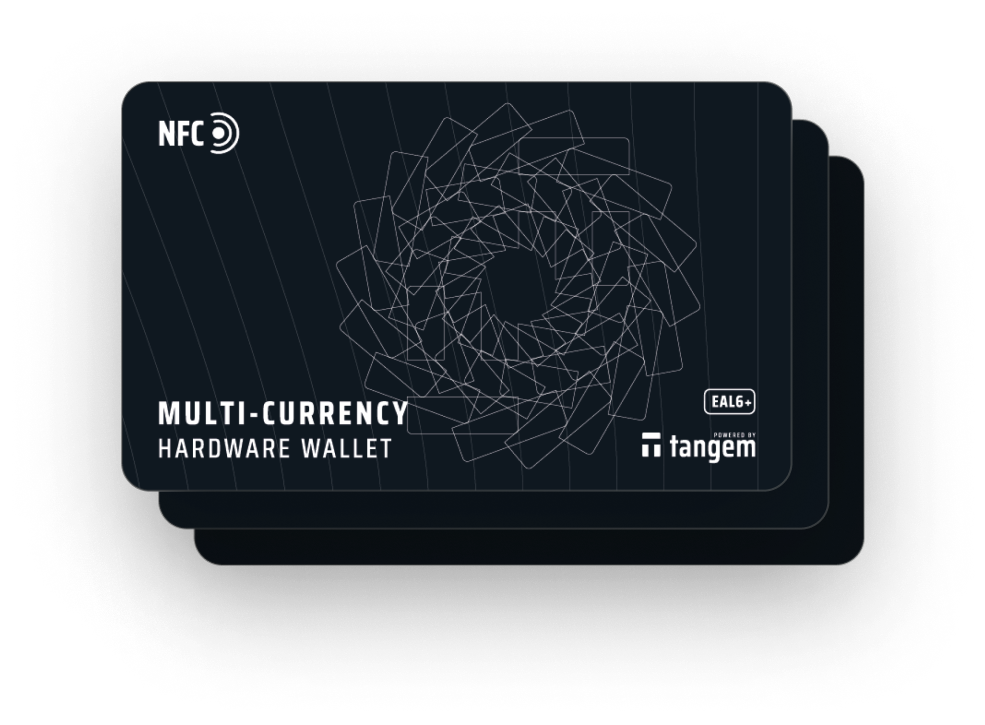 NFC
MULTI-CURRENCY
HARDWARE WALLET
EAL6+
POWERED BY
tangem